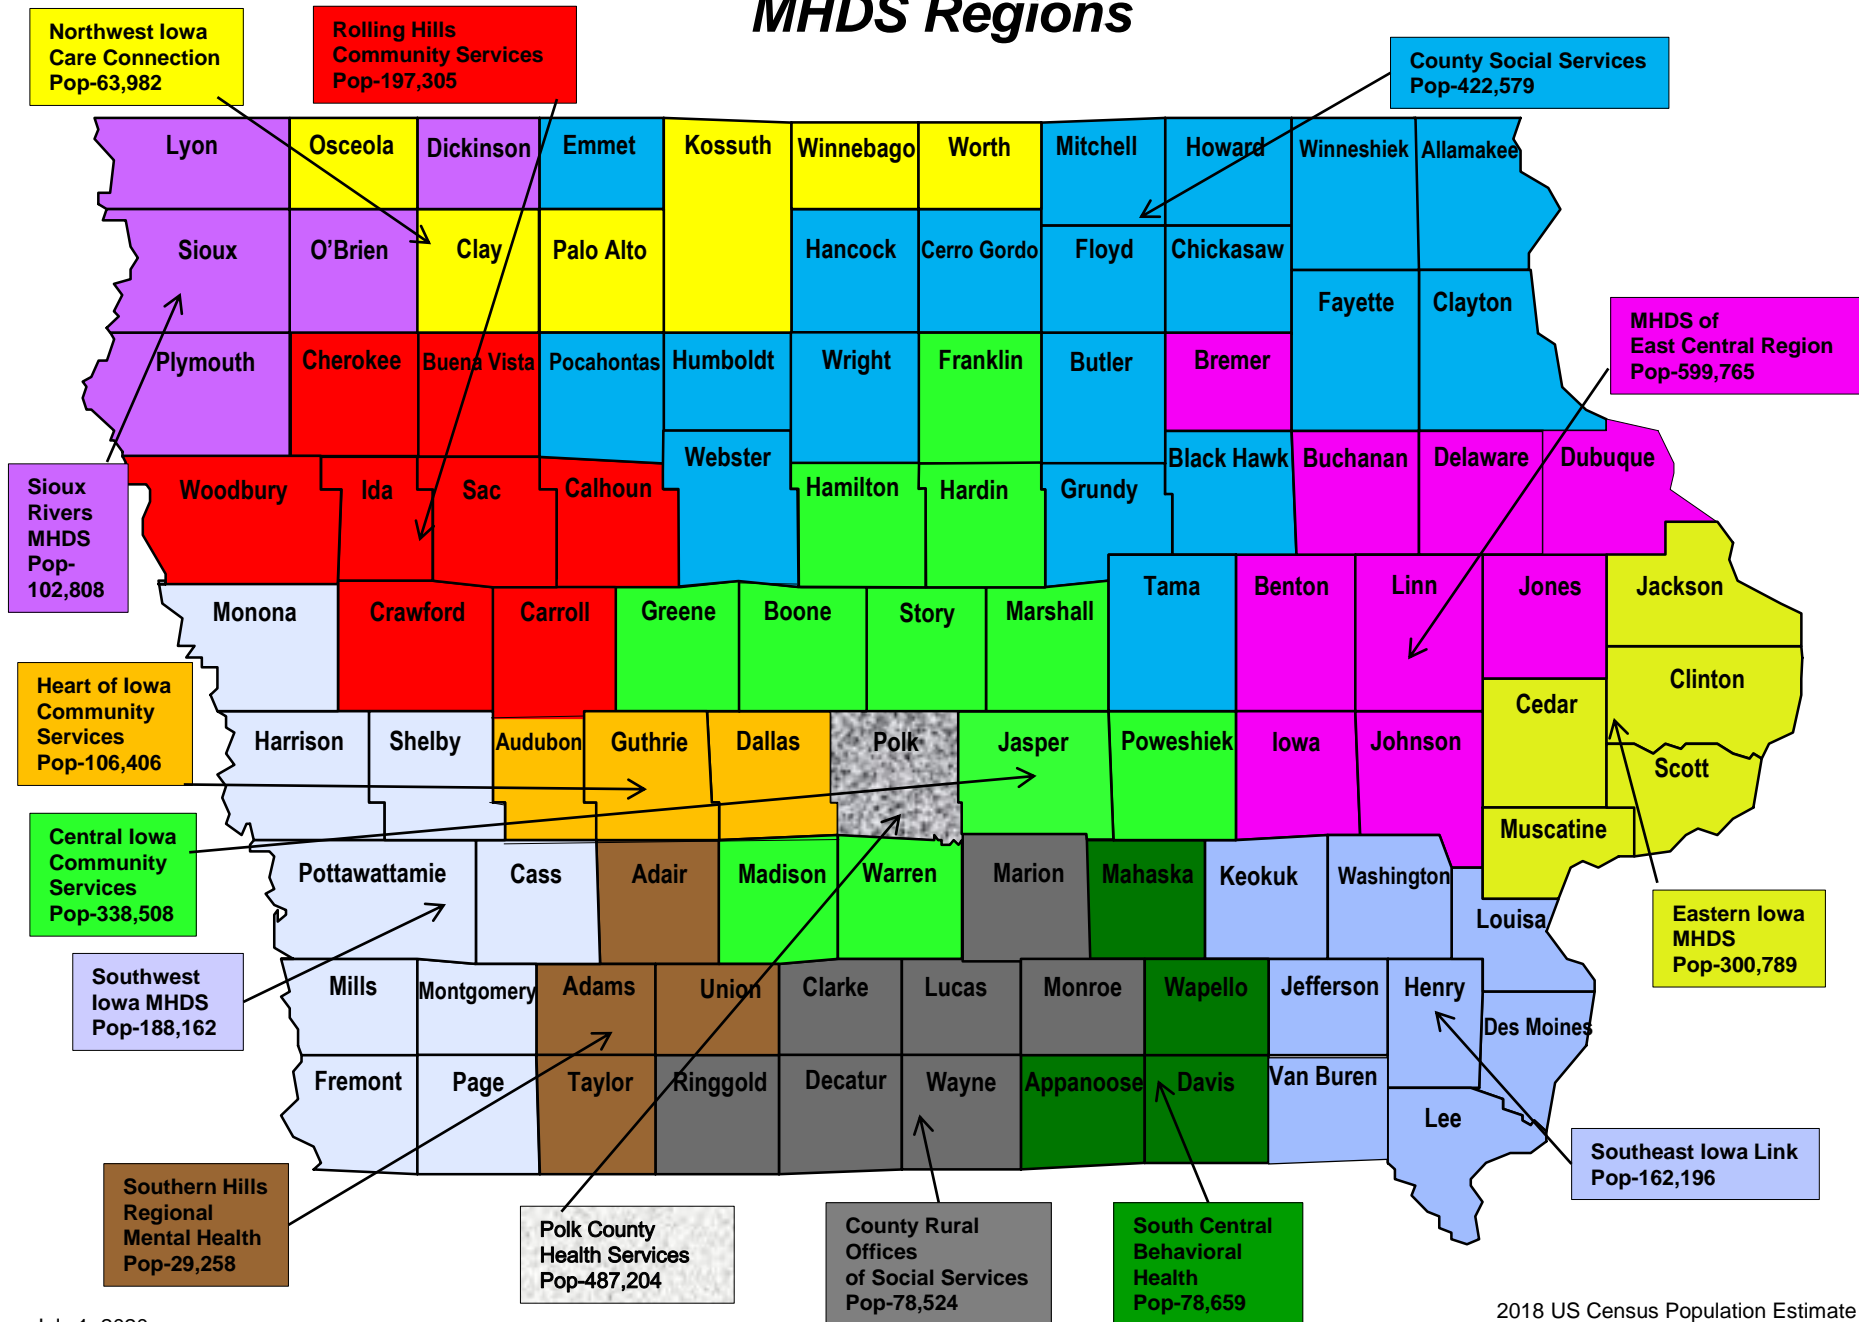 MHDS Regions
Northwest Iowa
Care Connection
Pop-63,982
Rolling Hills
Community Services
Pop-197,305
County Social Services
Pop-422,579
Lyon
Osceola
Dickinson
Emmet
Kossuth
Winnebago
Worth
Mitchell
Howard
Winneshiek
Allamakee
Sioux
O'Brien
Clay
Palo Alto
Hancock
Cerro Gordo
Floyd
Chickasaw
Fayette
Clayton
MHDS of
East Central Region
Pop-599,765
Plymouth
Cherokee
Buena Vista
Pocahontas
Humboldt
Wright
Franklin
Butler
Bremer
Webster
Black Hawk
Buchanan
Delaware
Dubuque
Sioux
Rivers
MHDS
Pop-
102,808
Woodbury
Ida
Sac
Calhoun
Hamilton
Hardin
Grundy
Monona
Crawford
Carroll
Greene
Boone
Story
Marshall
Tama
Benton
Linn
Jones
Jackson
Clinton
Heart of Iowa
Community
Services
Pop-106,406
Harrison
Shelby
Audubon
Guthrie
Dallas
Polk
Jasper
Poweshiek
Iowa
Johnson
Cedar
Scott
Muscatine
Central Iowa
Community
Services
Pop-338,508
Pottawattamie
Cass
Adair
Madison
Warren
Marion
Mahaska
Keokuk
Washington
Louisa
Eastern Iowa
MHDS
Pop-300,789
Southwest
Iowa MHDS
Pop-188,162
Mills
Montgomery
Adams
Union
Clarke
Lucas
Monroe
Wapello
Jefferson
Henry
Des Moines
Fremont
Page
Taylor
Ringgold
Decatur
Wayne
Appanoose
Davis
Van Buren
Lee
Southeast Iowa Link
Pop-162,196
Southern Hills
Regional
Mental Health
Pop-29,258
Polk County
Health Services
Pop-487,204
County Rural
Offices
of Social Services
Pop-78,524
South Central
Behavioral
Health
Pop-78,659
2018 US Census Population Estimate